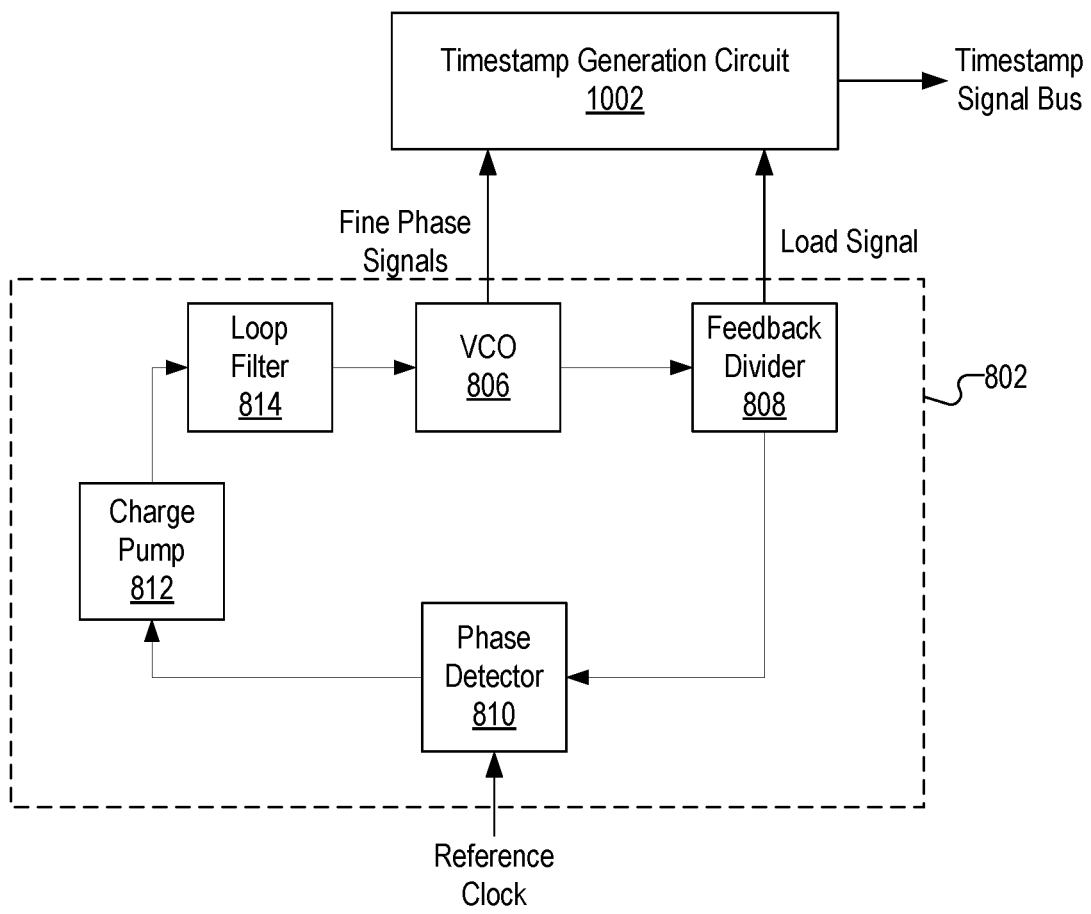 Timestamp Generation Circuit
1002
Timestamp
Signal Bus
Fine Phase
Signals
Load Signal
Loop
Filter
814
VCO
806
Feedback
Divider
808
802
Charge
Pump
812
Phase
Detector
810
Reference
Clock